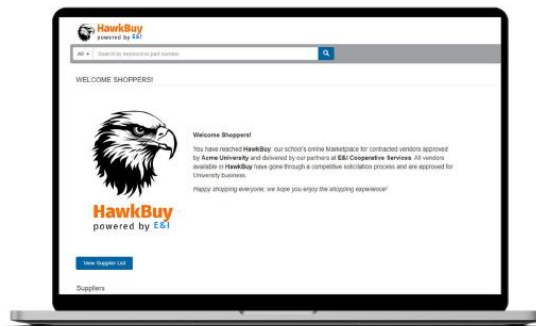 HawkBuy
powered by E&I
All
Search by keyword or part number
WELCOME SHOPPERS!
Welcome Shoppers!
You have reached HawkBuy, our school's online Marketplace for contracted vendors approved
by Acme University and delivered by our partners at E&I Cooperative Services. All vendors
available in HawkBuy have gone through a competitive solicitation process and are approved for
University business.
Happy shopping everyone, we hope you enjoy the shopping experience!
HawkBuy
powered by E&I
View Supplier List
Suppliers